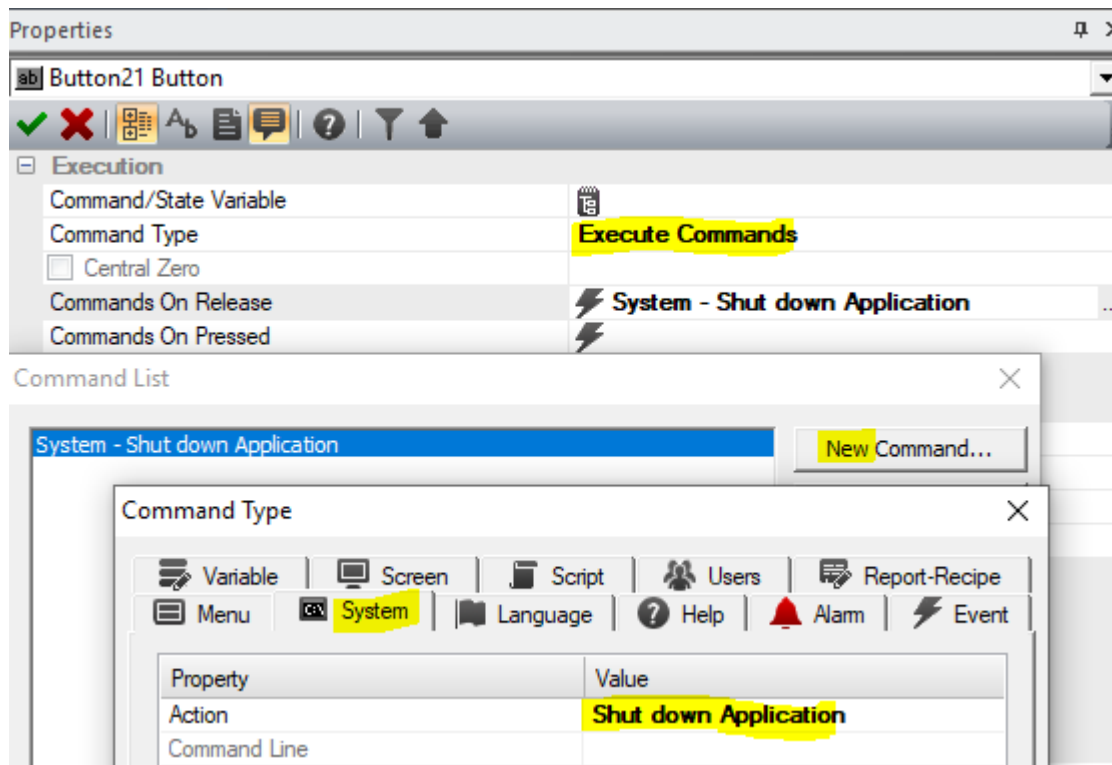 Properties
ab Button21 Button
Execution
Command/State Variable
Command Type Execute Commands
Central Zero
Commands On Release System - Shut down Application ...
Commands On Pressed
Command List
System - Shut down Application
New Command...
Command Type
Variable Screen Script Users Report-Recipe
Menu System Language Help Alarm Event
Property Value
Action Shut down Application
Command Line